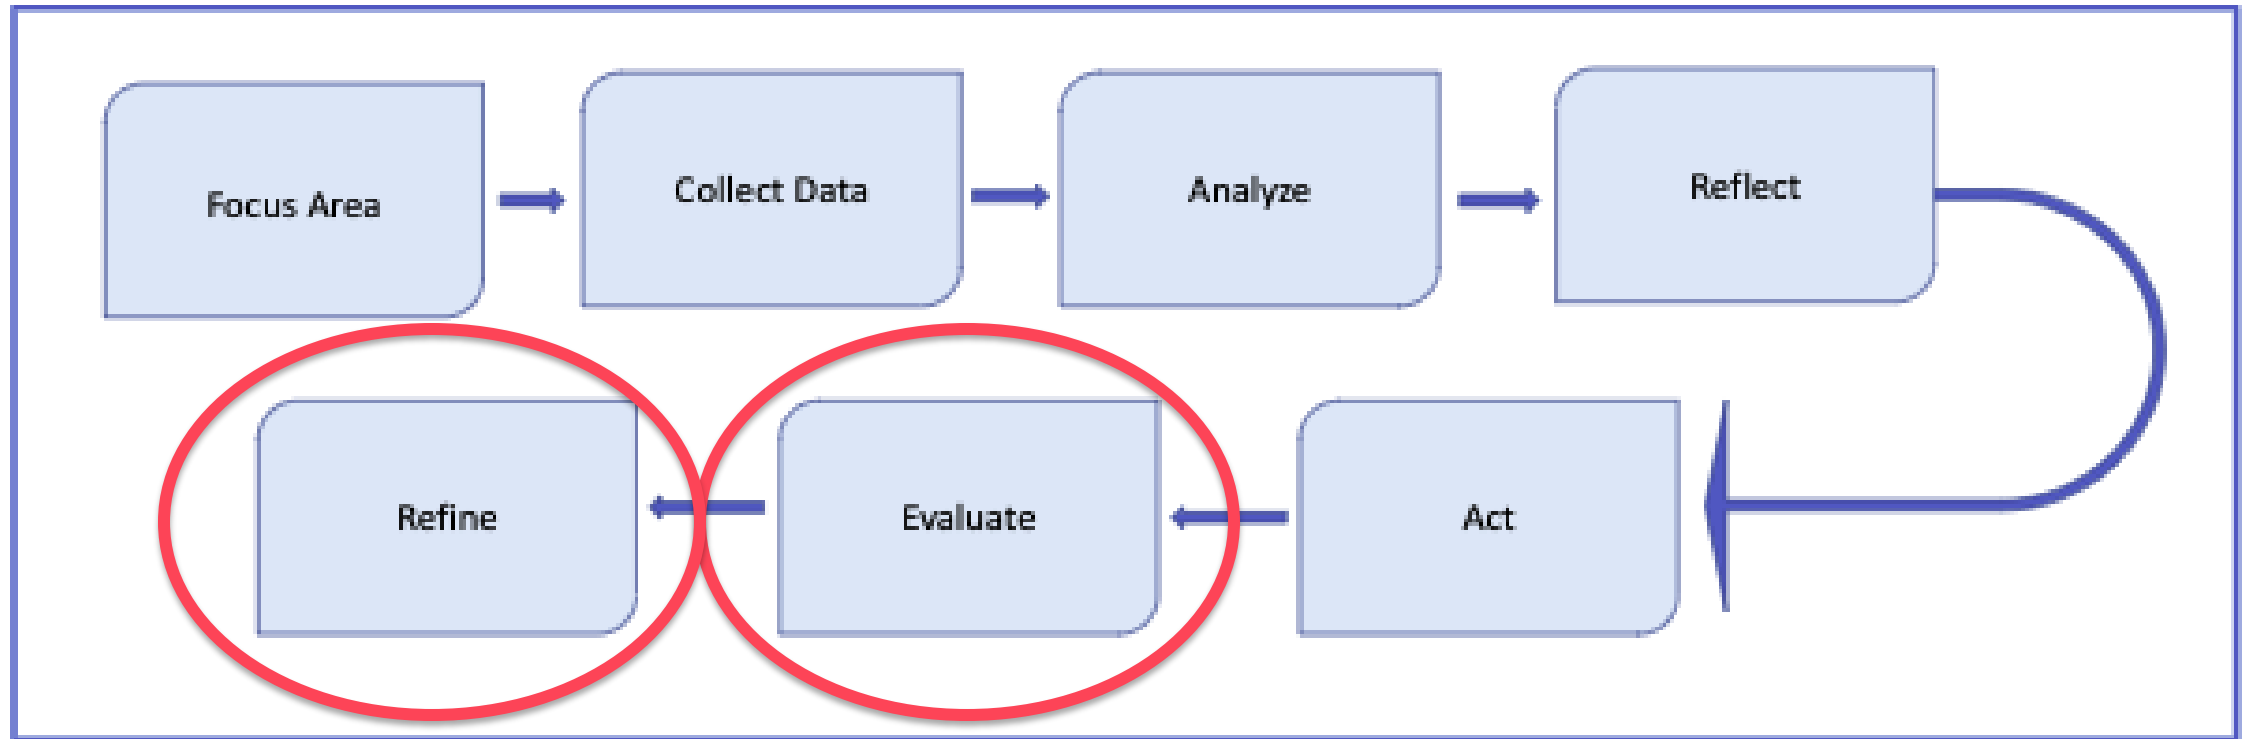 Focus Area
Collect Data
Analyze
Reflect
Act
Evaluate
Refine